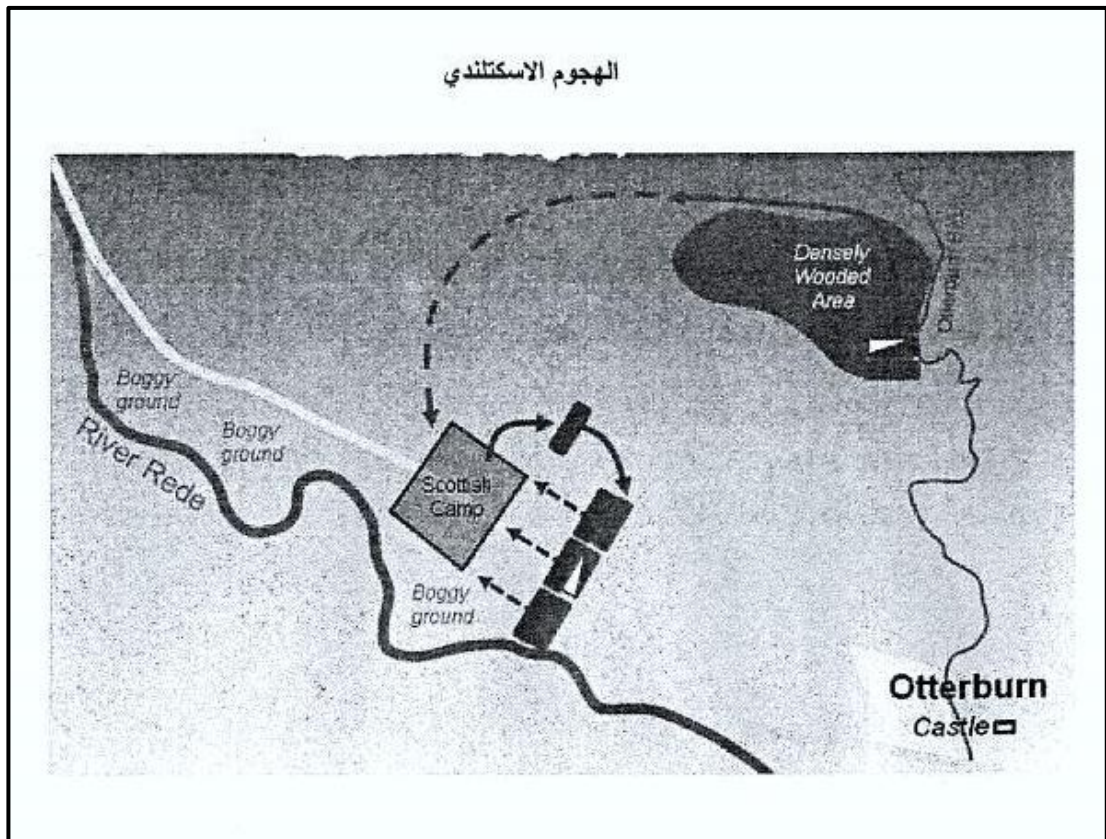 الهجوم الاسكتلندي
Densely
Wooded
Area
Boggy
ground
Boggy
ground
River Rede
Scottish
Camp
Boggy
ground
Otterburn
Castle